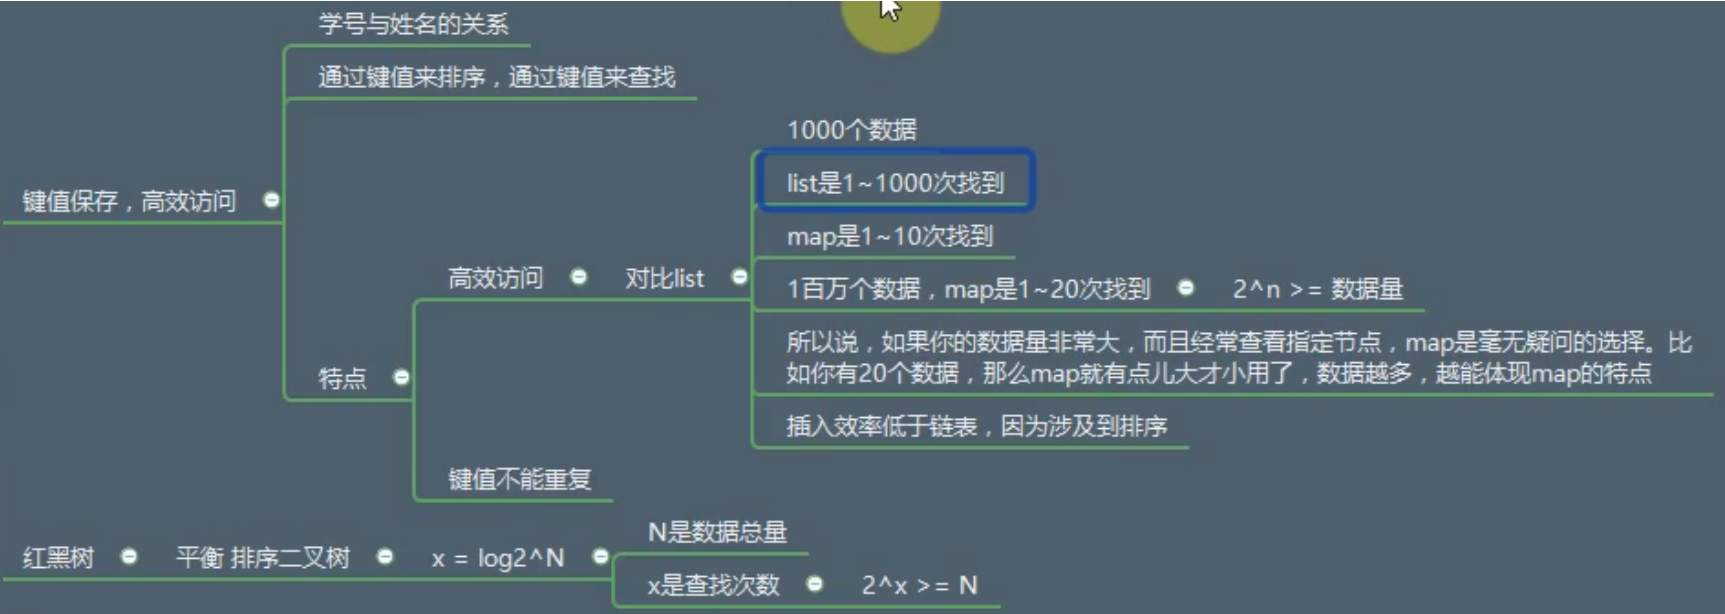 学号与姓名的关系
通过键值来排序，通过键值来查找
键值保存，高效访问
1000个数据
list是1~1000次找到
map是1~10次找到
高效访问
对比list
1百万个数据，map是1~20次找到
2^n >= 数据量
所以说，如果你的数据量非常大，而且经常查看指定节点，map是毫无疑问的选择。比
如你有20个数据，那么map就有点儿大才小用了，数据越多，越能体现map的特点
特点
插入效率低于链表，因为涉及到排序
键值不能重复
红黑树
平衡 排序二叉树
x = log2^N
N是数据总量
x是查找次数
2^x >= N